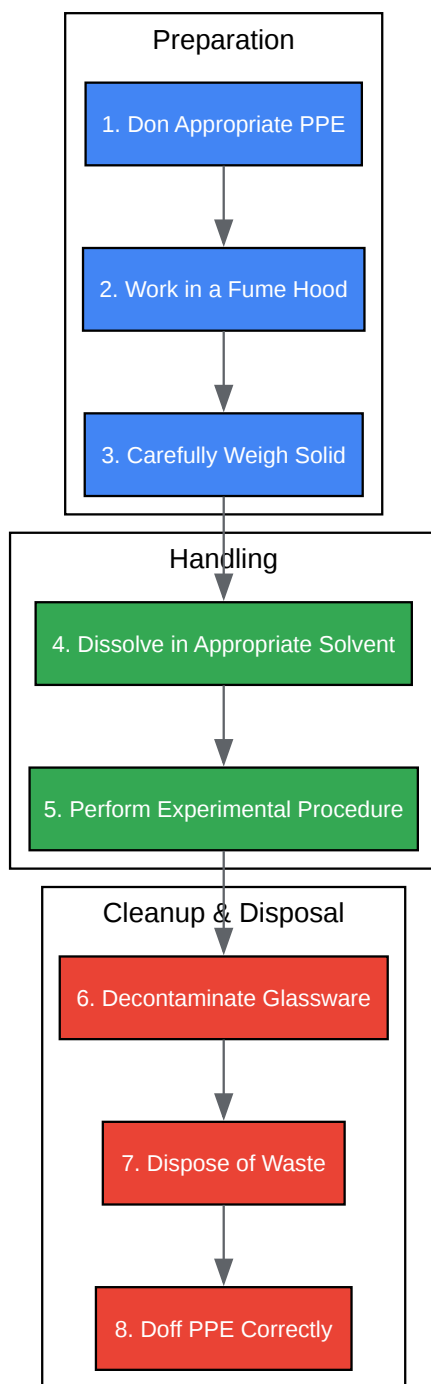 Preparation
1. Don Appropriate PPE
2. Work in a Fume Hood
3. Carefully Weigh Solid
Handling
4. Dissolve in Appropriate Solvent
5. Perform Experimental Procedure
Cleanup & Disposal
6. Decontaminate Glassware
7. Dispose of Waste
8. Doff PPE Correctly